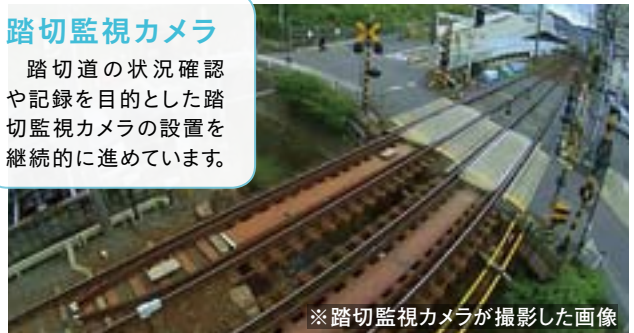 踏切監視カメラ
踏切道の状況確認
や記録を目的とした踏
切監視カメラの設置を
継続的に進めています。
※踏切監視カメラが撮影した画像